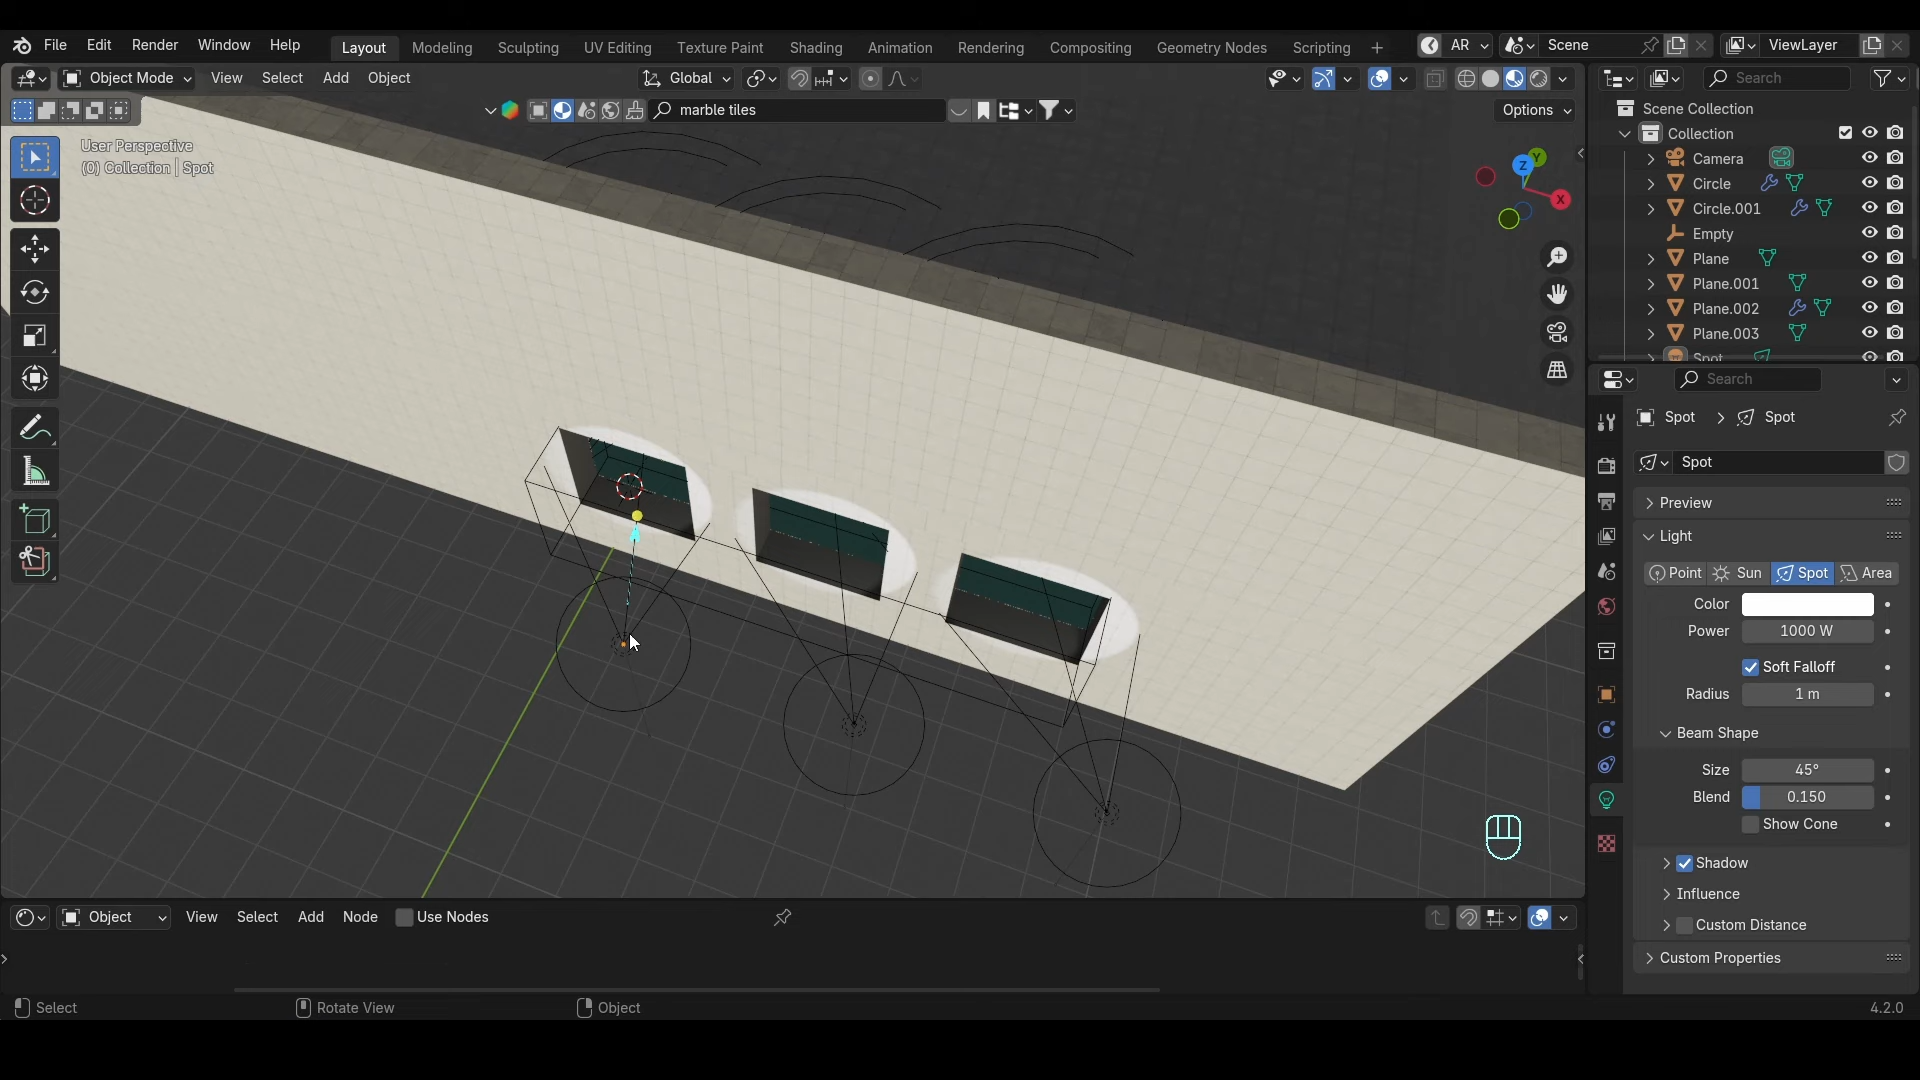 File Edit Render Window Help Layout Modeling Sculpting UV Editing Texture Paint Shading Animation Rendering Compositing Geometry Nodes Scripting + AR Scene ViewLayer
Object Mode View Select Add Object Global Search
marble tiles Options
User Perspective
(0) Collection | Spot
Z Y X
Scene Collection
Collection
Camera
Circle
Circle.001
Empty
Plane
Plane.001
Plane.002
Plane.003
Spot
Search
Spot > Spot
Spot
Preview
Light
Point Sun Spot Area
Color
Power 1000 W
Soft Falloff
Radius 1 m
Beam Shape
Size 45°
Blend 0.150
Show Cone
Shadow
Influence
Custom Distance
Custom Properties
Object View Select Add Node Use Nodes
Select Rotate View Object 4.2.0